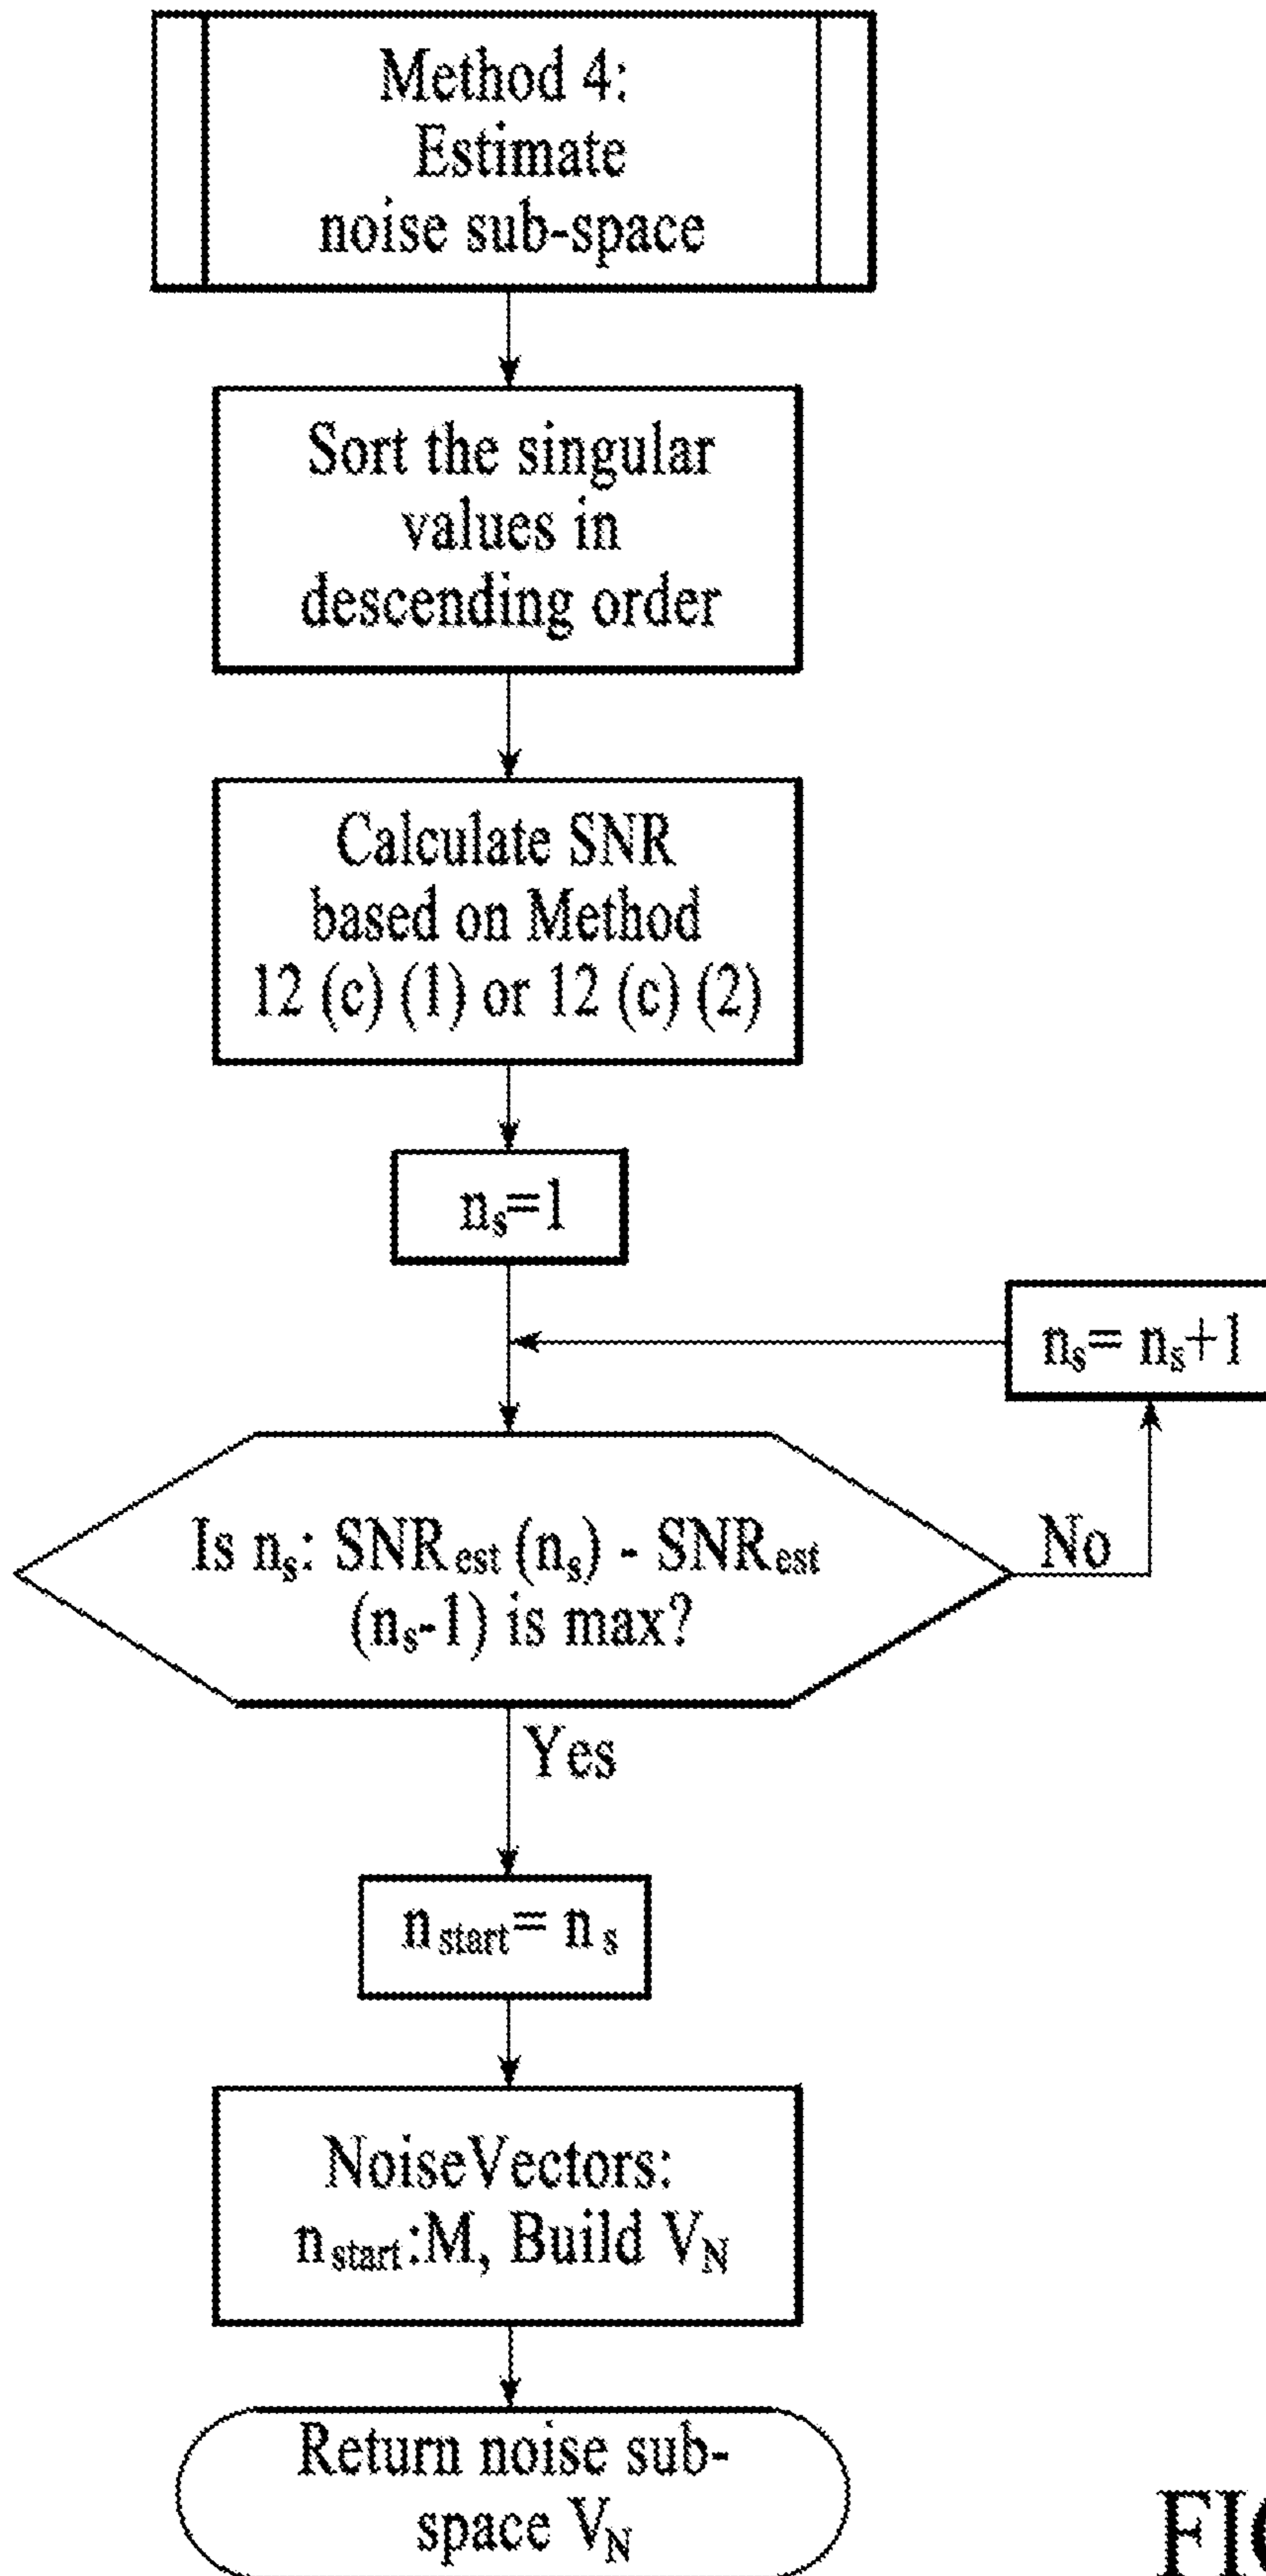 Method 4:
Estimate
noise sub-space
Sort the singular
values in
descending order
Calculate SNR
based on Method
12 (c) (1) or 12 (c) (2)
nₛ=1
nₛ= nₛ+1
Is nₛ: SNRest (nₛ) - SNRest
(nₛ-1) is max?
No
Yes
nstart= nₛ
NoiseVectors:
nstart:M, Build VN
Return noise sub-
space VN